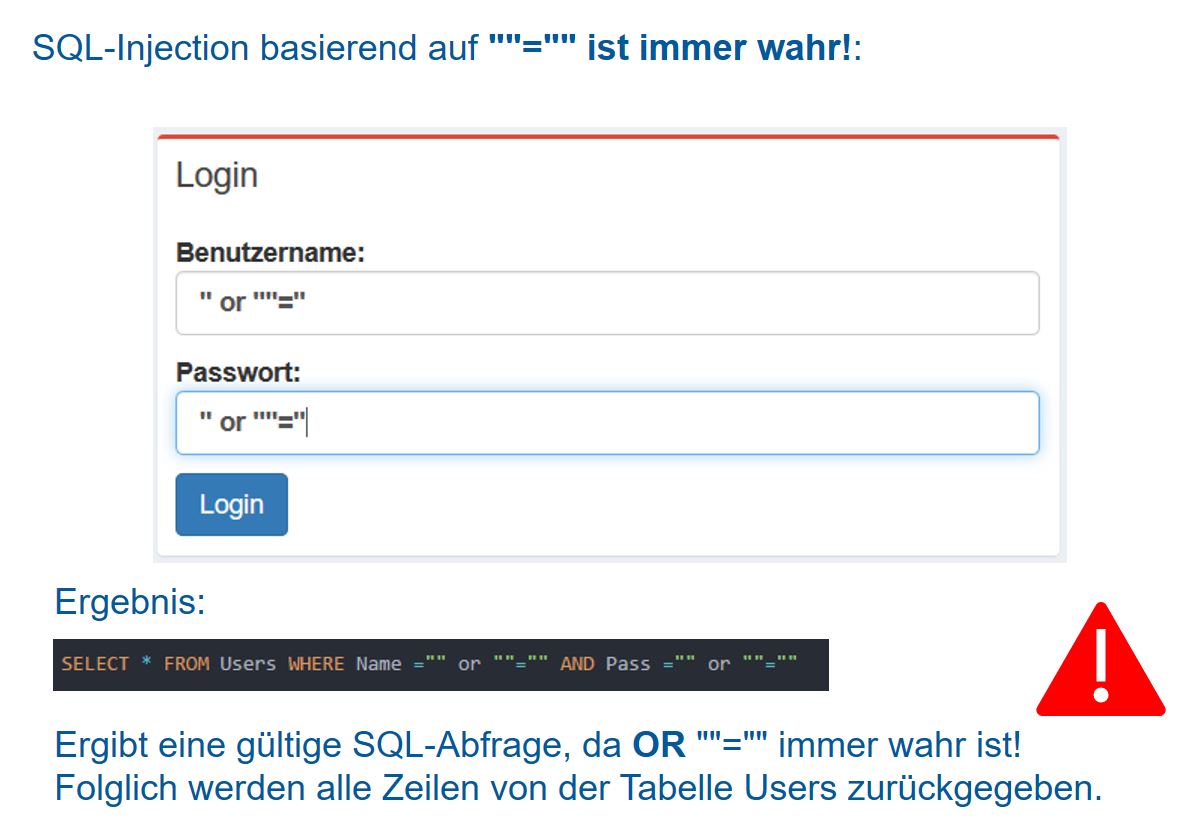 SQL-Injection basierend auf """="" ist immer wahr!:
Login
Benutzername:
" or """="
Passwort:
" or """="
Login
Ergebnis:
SELECT * FROM Users WHERE Name ="" or ""="" AND Pass ="" or ""=""
Ergibt eine gültige SQL-Abfrage, da OR ""="" immer wahr ist!
Folglich werden alle Zeilen von der Tabelle Users zurückgegeben.